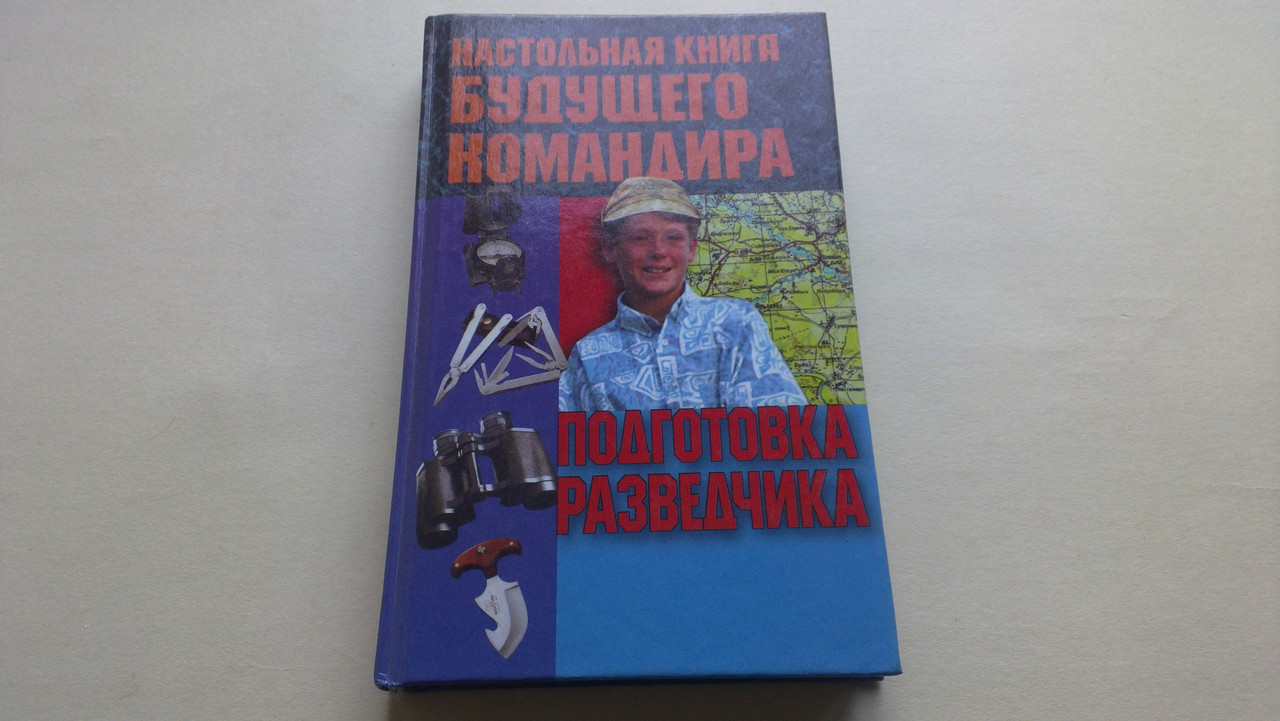 НАСТОЛЬНАЯ КНИГА
БУДУЩЕГО
КОМАНДИРА
ПОДГОТОВКА
РАЗВЕДЧИКА